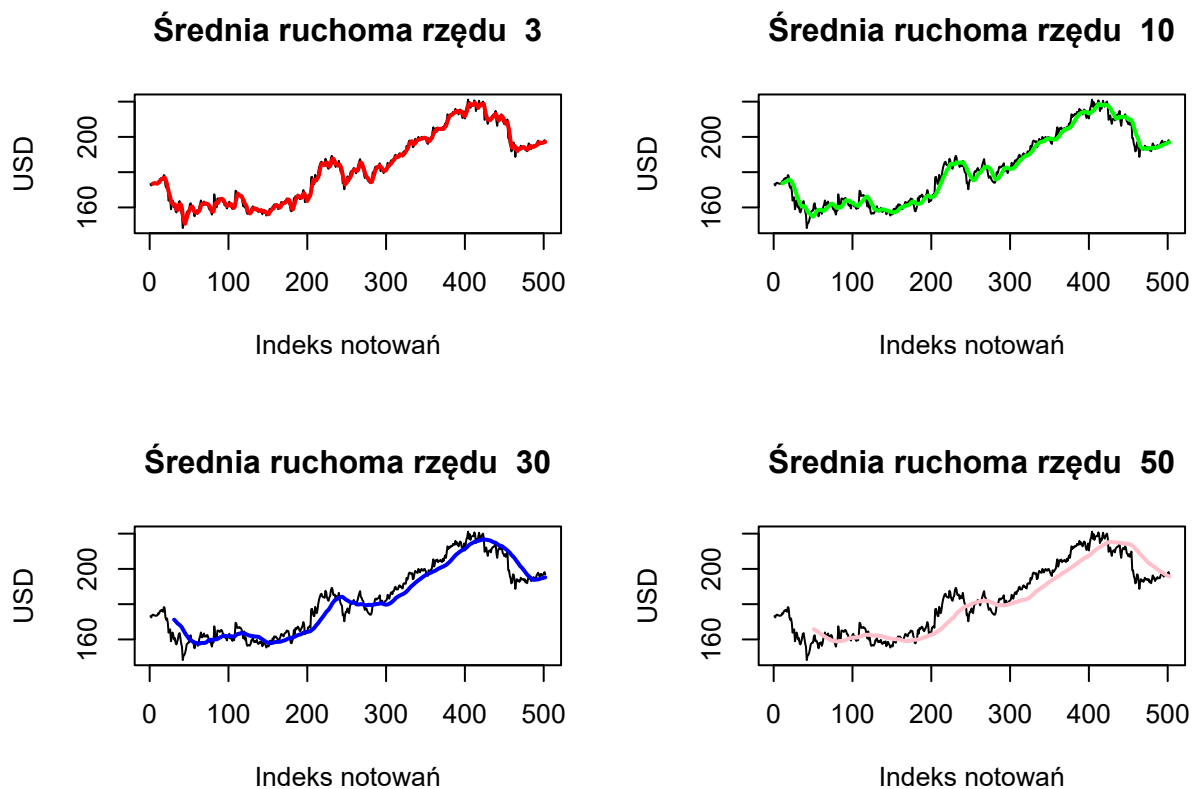 Średnia ruchoma rzędu  3
USD
200
160
0 100 200 300 400 500
Indeks notowań
Średnia ruchoma rzędu  10
USD
200
160
0 100 200 300 400 500
Indeks notowań
Średnia ruchoma rzędu  30
USD
200
160
0 100 200 300 400 500
Indeks notowań
Średnia ruchoma rzędu  50
USD
200
160
0 100 200 300 400 500
Indeks notowań